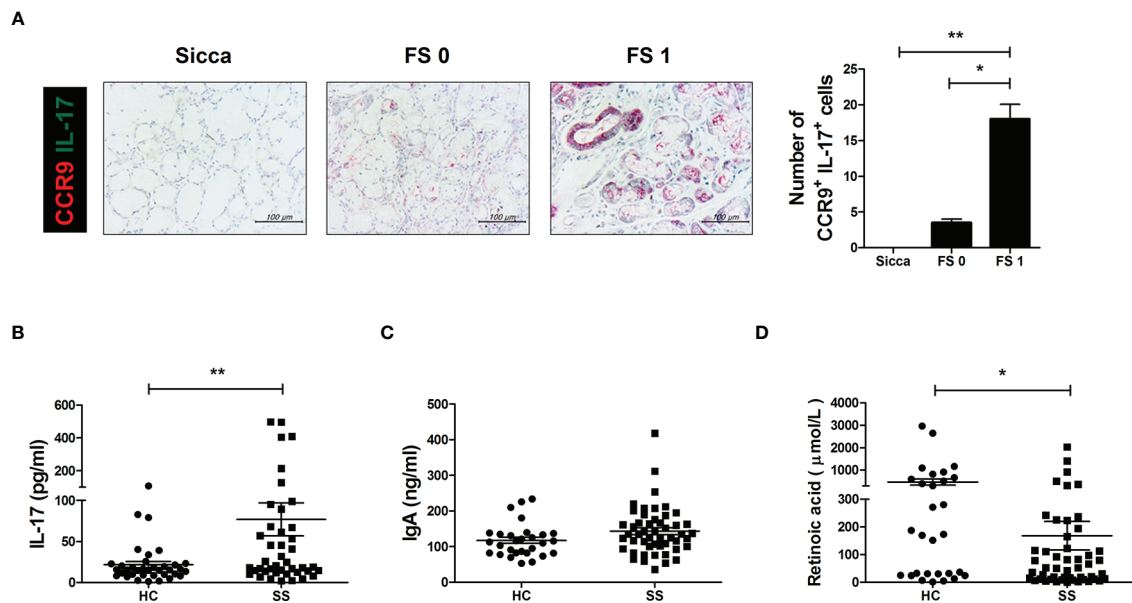 A
Sicca
FS 0
FS 1
CCR9 IL-17
100 μm
100 μm
100 μm
**
*
Number of
CCR9+ IL-17+ cells
25
20
15
10
5
0
Sicca
FS 0
FS 1
B
**
IL-17 (pg/ml)
600
400
200
100
50
0
HC
SS
C
IgA (ng/ml)
500
400
300
200
100
0
HC
SS
D
*
Retinoic acid ( μmol/L )
4000
3000
2000
1000
300
200
100
0
HC
SS